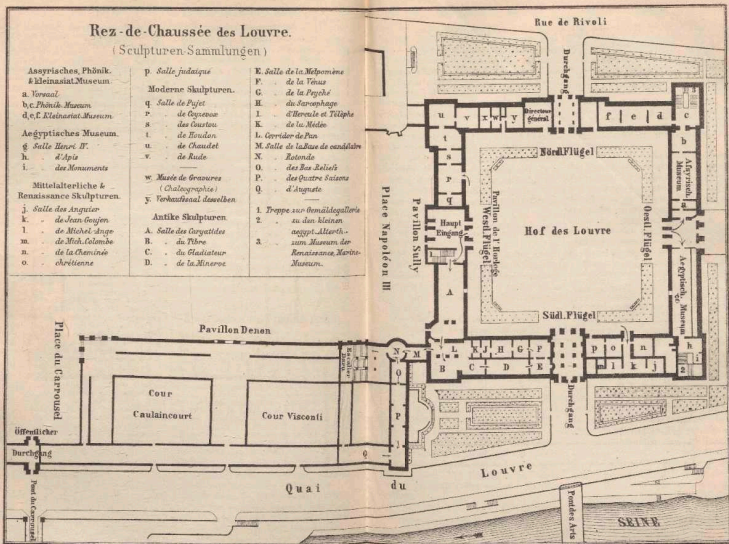 Rez-de-Chaussée des Louvre.
(Sculpturen-Sammlungen)
Assyrisches, Phönik.
& kleinasiat. Museum
a. Vorsaal
b,c. Phönik. Museum
d,e,f. Kleinasiat. Museum
Aegyptisches Museum.
g. Salle Henri IV.
h. " d'Apis
i. " des Monuments
Mittelalterliche &
Renaissance Skulpturen.
j. Salle des Anguier
k. " de Jean Goujon
l. " de Michel-Ange
m. " de Mich. Colombe
n. " de la Cheminée
o. " chrétienne
p. Salle judaique
Moderne Skulpturen.
q. Salle de Pujet
r. " de Coyzevox
s. " des Coustou
t. " de Houdon
u. " de Chaudet
v. " de Rude
w. Musée de Gravures
(Chalcographie)
y. Verkaufssaal desselben
Antike Skulpturen
A. Salle des Caryatides
B. " du Tibre
C. " du Gladiateur
D. " de la Minerve
E. Salle de la Melpomène
F. " de la Vénus
G. " de la Psyché
H. " du Sarcophage
I. " d'Hercule et Télèphe
K. " de la Médée
L. Corridor de Pan
M. Salle de la Base de candélabre
N. Rotonde
O. " des Bas-Reliefs
P. " des Quatre Saisons
Q. " d'Auguste
1. Treppe zur Gemäldegallerie
2. " zu den kleinen
aegypt. Alterth.
3. " zum Museum der
Renaissance, Marine-
Museum.
Rue de Rivoli
Durchgang
Directeur
général
u v x w y f e d c
t s r q b a
Nördl. Flügel
Assyrisches
Museum
Place Napoléon III
Pavillon Sully
Haupt
Eingang
Westl. Flügel
Pavillon de l'Horloge
Hof des Louvre
Oestl. Flügel
Aegyptisch. Museum
Südl. Flügel
A
Place du Carrousel
Pavillon Denon
N M L K J H G F
B C D E
p o n m l k j
h i g
O P Q
Cour
Caulaincourt
Cour Visconti
Öffentlicher
Durchgang
Durchgang
Pont du Carrousel
Quai du Louvre
Pont des Arts
SEINE